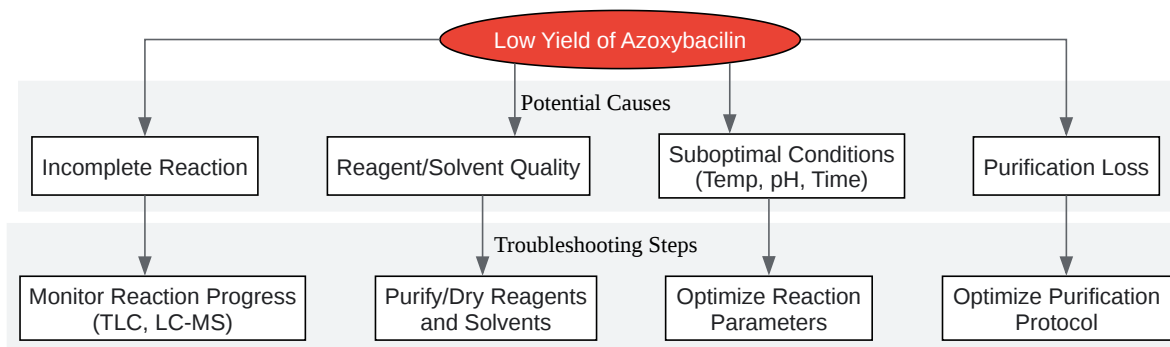 Low Yield of Azoxybacilin
Potential Causes
Incomplete Reaction
Reagent/Solvent Quality
Suboptimal Conditions
(Temp, pH, Time)
Purification Loss
Troubleshooting Steps
Monitor Reaction Progress
(TLC, LC-MS)
Purify/Dry Reagents
and Solvents
Optimize Reaction
Parameters
Optimize Purification
Protocol